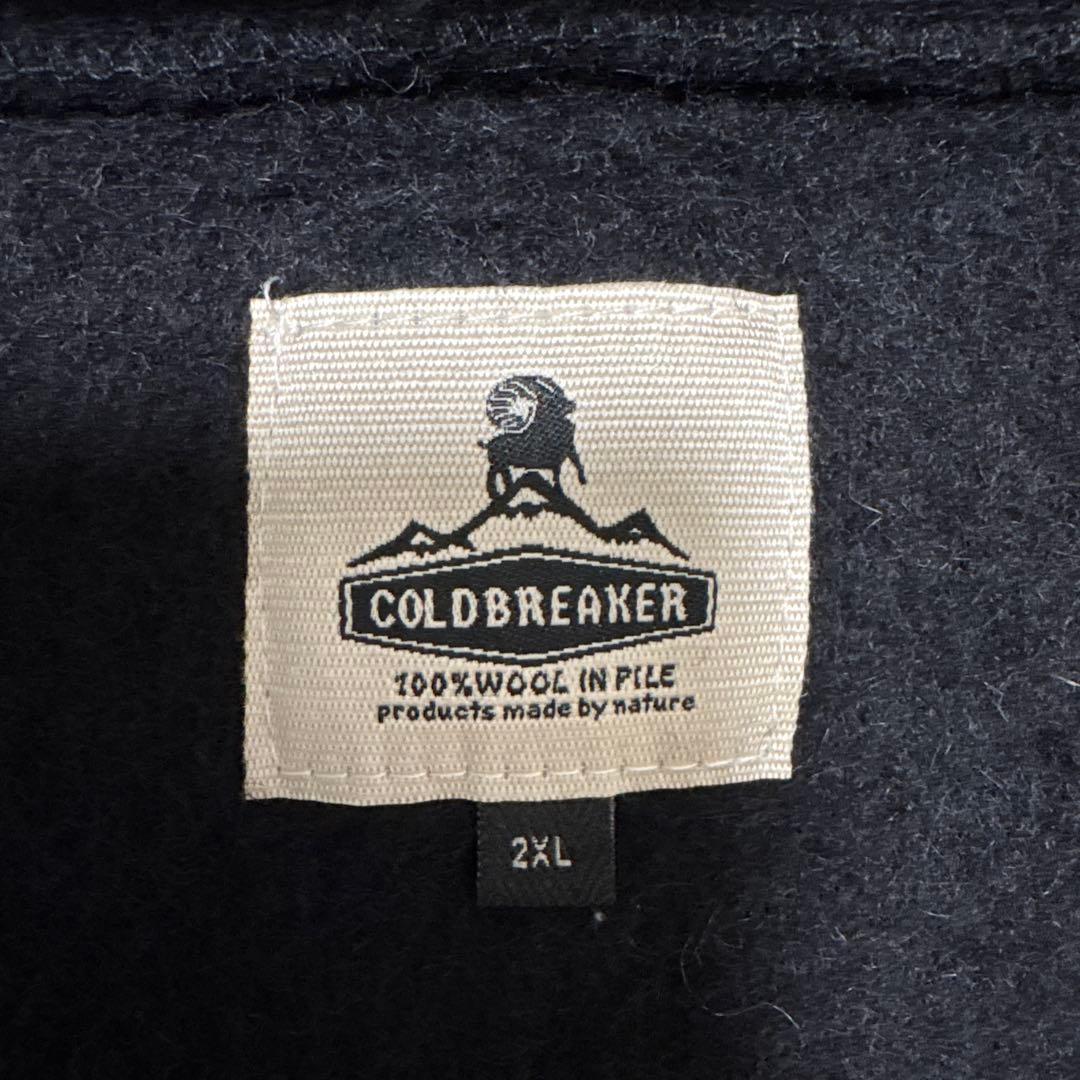 COLDBREAKER
100%WOOL IN PILE
products made by nature
2XL